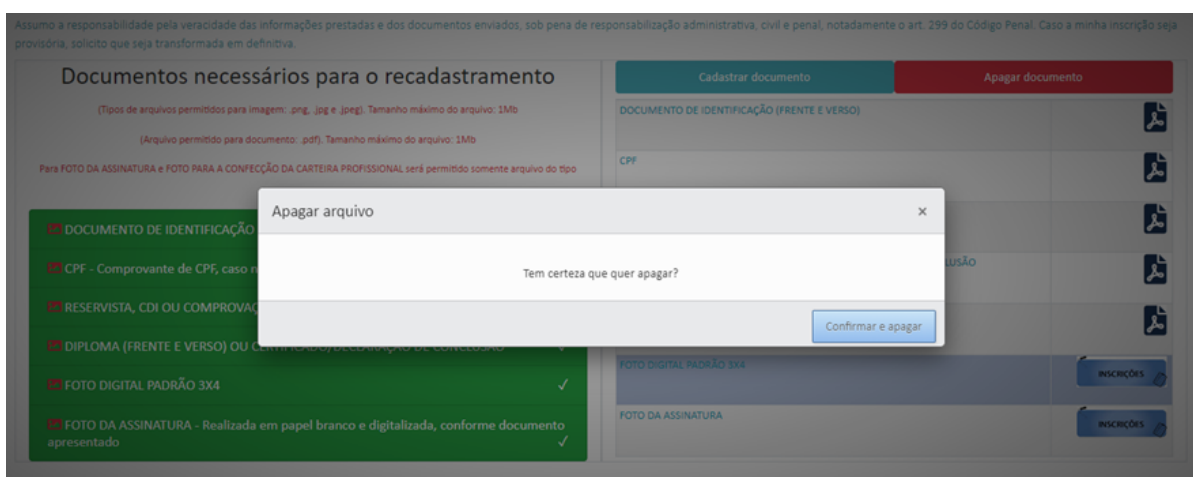 Assumo a responsabilidade pela veracidade das informações prestadas e dos documentos enviados, sob pena de responsabilização administrativa, civil e penal, notadamente o art. 299 do Código Penal. Caso a minha inscrição seja
provisória, solicito que seja transformada em definitiva.
Documentos necessários para o recadastramento
(Tipos de arquivos permitidos para imagem: .png, .jpg e .jpeg). Tamanho máximo do arquivo: 1Mb
(Arquivo permitido para documento: .pdf). Tamanho máximo do arquivo: 1Mb
Para FOTO DA ASSINATURA e FOTO PARA A CONFECÇÃO DA CARTEIRA PROFISSIONAL será permitido somente arquivo do tipo
DOCUMENTO DE IDENTIFICAÇÃO
CPF - Comprovante de CPF, caso
RESERVISTA, CDI OU
DIPLOMA (FRENTE E VERSO) OU CERTIFICADO/DECLARAÇÃO DE CONCLUSÃO
FOTO DIGITAL PADRÃO 3X4
FOTO DA ASSINATURA - Realizada em papel branco e digitalizada, conforme documento
apresentado
Cadastrar documento
Apagar documento
DOCUMENTO DE IDENTIFICAÇÃO (FRENTE E VERSO)
CPF
FOTO DIGITAL PADRÃO 3X4
INSCRIÇÕES
FOTO DA ASSINATURA
INSCRIÇÕES
Apagar arquivo
×
Tem certeza que quer apagar?
Confirmar e apagar